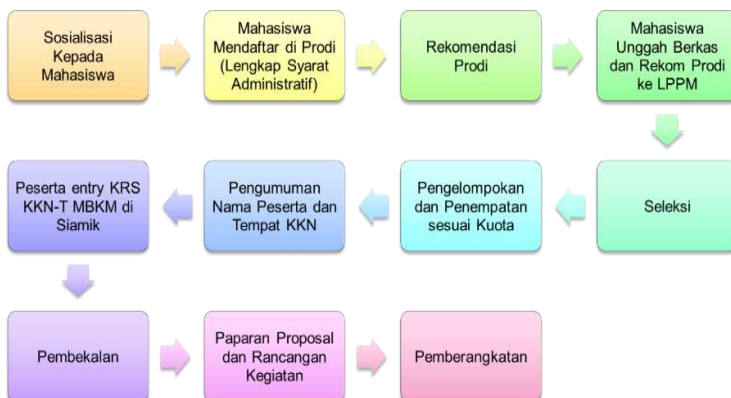 Sosialisasi
Kepada
Mahasiswa
Mahasiswa
Mendaftar di Prodi
(Lengkap Syarat
Administratif)
Rekomendasi
Prodi
Mahasiswa
Unggah Berkas
dan Rekom Prodi
ke LPPM
Seleksi
Pengelompokan
dan Penempatan
sesuai Kuota
Pengumuman
Nama Peserta dan
Tempat KKN
Peserta entry KRS
KKN-T MBKM di
Siamik
Pembekalan
Paparan Proposal
dan Rancangan
Kegiatan
Pemberangkatan